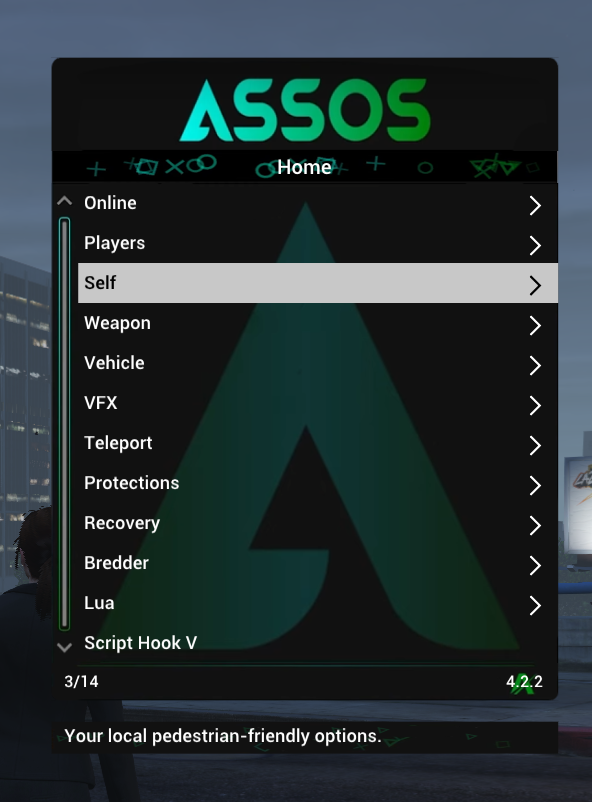 ASSOS
Home
Online
Players
Self
Weapon
Vehicle
VFX
Teleport
Protections
Recovery
Bredder
Lua
Script Hook V
3/14
4.2.2
Your local pedestrian-friendly options.